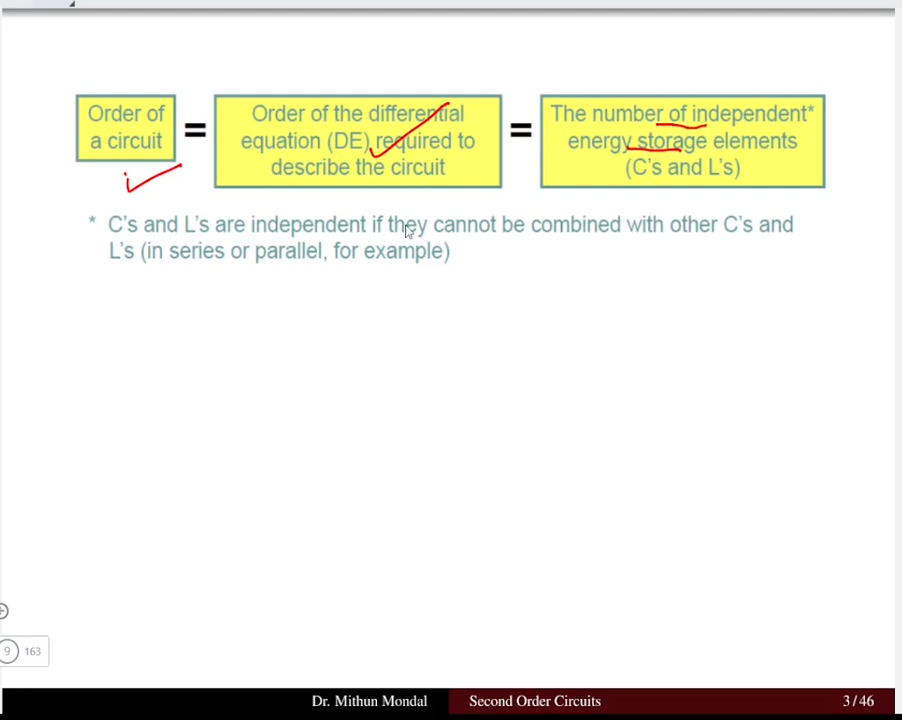 Order of
a circuit
=
Order of the differential
equation (DE) required to
describe the circuit
=
The number of independent*
energy storage elements
(C's and L's)
* C's and L's are independent if they cannot be combined with other C's and
L's (in series or parallel, for example)
9 163
Dr. Mithun Mondal Second Order Circuits 3 / 46